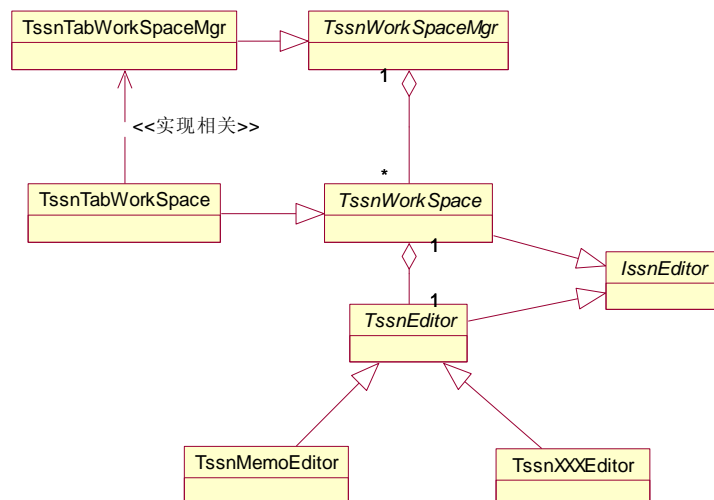 TssnTabWorkSpaceMgr
TssnWorkSpaceMgr
1
<<实现相关>>
*
TssnTabWorkSpace
TssnWorkSpace
1
IssnEditor
1
TssnEditor
TssnMemoEditor
TssnXXXEditor